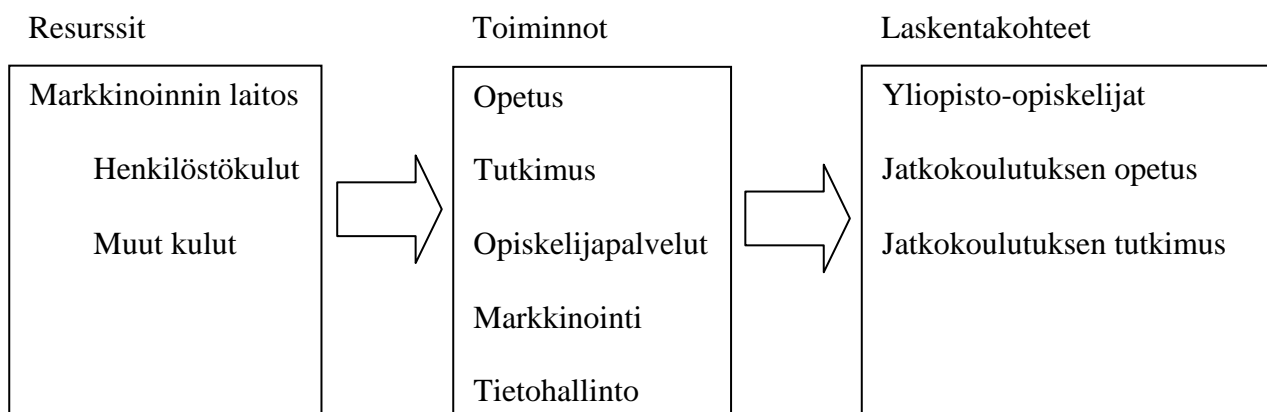 Resurssit
Markkinoinnin laitos
Henkilöstökulut
Muut kulut
Toiminnot
Opetus
Tutkimus
Opiskelijapalvelut
Markkinointi
Tietohallinto
Laskentakohteet
Yliopisto-opiskelijat
Jatkokoulutuksen opetus
Jatkokoulutuksen tutkimus